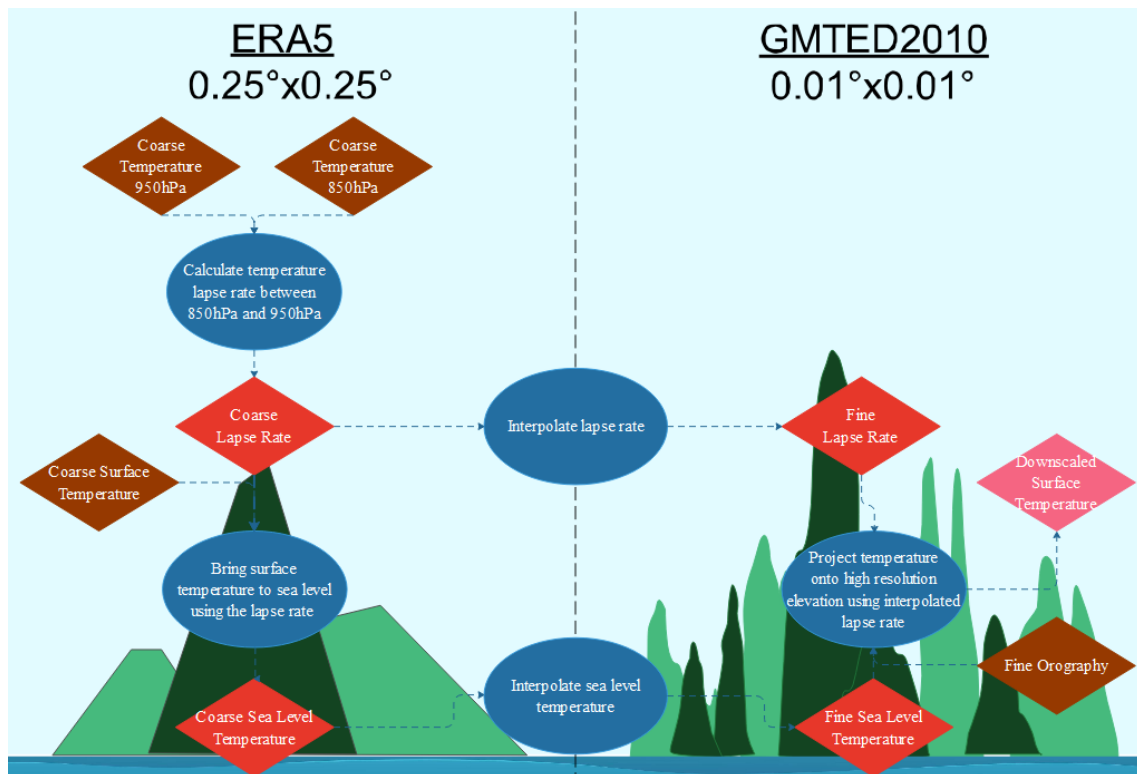 ERA5
0.25°x0.25°
GMTED2010
0.01°x0.01°
Coarse
Temperature
950hPa
Coarse
Temperature
850hPa
Calculate temperature
lapse rate between
850hPa and 950hPa
Coarse
Lapse Rate
Interpolate lapse rate
Fine
Lapse Rate
Coarse Surface
Temperature
Downscaled
Surface
Temperature
Bring surface
temperature to sea level
using the lapse rate
Project temperature
onto high resolution
elevation using interpolated
lapse rate
Fine Orography
Coarse Sea Level
Temperature
Interpolate sea level
temperature
Fine Sea Level
Temperature